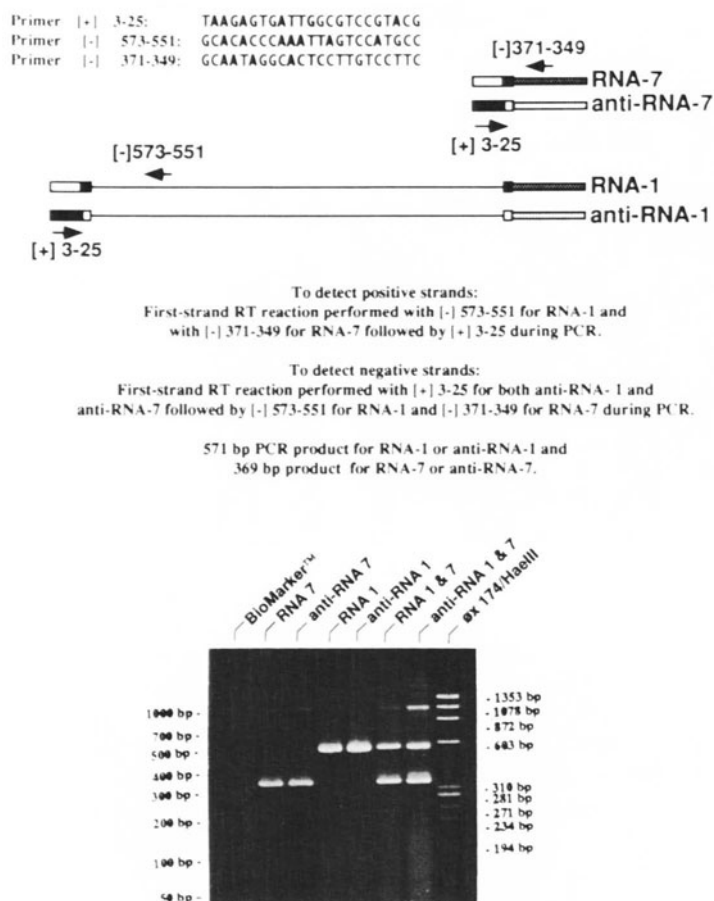 Primer [+] 3-25: TAAGAGTGATTGGCGTCCGTACG
Primer [-] 573-551: GCACACCCAAATTAGTCCATGCC
Primer [-] 371-349: GCAATAGGCACTCCTTGTCCTTC
[-]371-349
RNA-7
anti-RNA-7
[+] 3-25
[-]573-551
RNA-1
anti-RNA-1
[+] 3-25
To detect positive strands:
First-strand RT reaction performed with [-] 573-551 for RNA-1 and
with [-] 371-349 for RNA-7 followed by [+] 3-25 during PCR.
To detect negative strands:
First-strand RT reaction performed with [+] 3-25 for both anti-RNA- 1 and
anti-RNA-7 followed by [-] 573-551 for RNA-1 and [-] 371-349 for RNA-7 during PCR.
571 bp PCR product for RNA-1 or anti-RNA-1 and
369 bp product for RNA-7 or anti-RNA-7.
BioMarker™
RNA 7
anti-RNA 7
RNA 1
anti-RNA 1
RNA 1 & 7
anti-RNA 1 & 7
øx 174/HaeIII
1000 bp -
700 bp -
500 bp -
400 bp -
300 bp -
200 bp -
100 bp -
50 bp -
- 1353 bp
- 1078 bp
- 872 bp
- 603 bp
- 310 bp
- 281 bp
- 271 bp
- 234 bp
- 194 bp